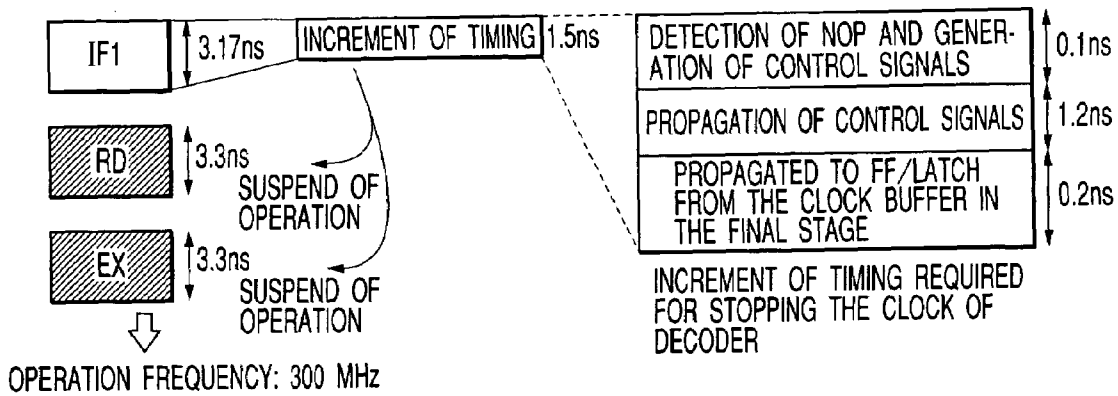 IF1
3.17ns
INCREMENT OF TIMING
1.5ns
DETECTION OF NOP AND GENER-
ATION OF CONTROL SIGNALS
0.1ns
PROPAGATION OF CONTROL SIGNALS
1.2ns
PROPAGATED TO FF/LATCH
FROM THE CLOCK BUFFER IN
THE FINAL STAGE
0.2ns
RD
3.3ns
SUSPEND OF
OPERATION
EX
3.3ns
SUSPEND OF
OPERATION
INCREMENT OF TIMING REQUIRED
FOR STOPPING THE CLOCK OF
DECODER
OPERATION FREQUENCY: 300 MHz